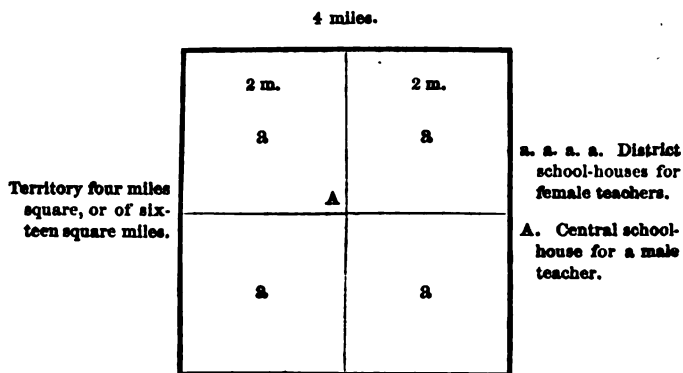 4 miles.
2 m.
2 m.
a
a
Territory four miles
square, or of six-
teen square miles.
A
a
a
a. a. a. a. District
school-houses for
female teachers.
A. Central school-
house for a male
teacher.